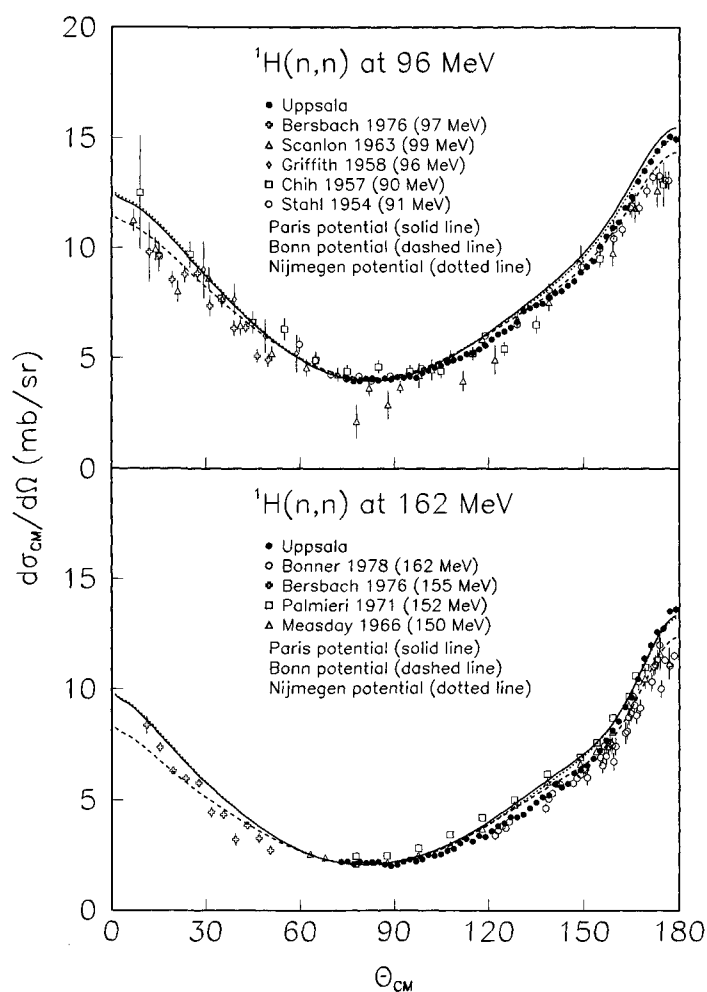 20
15
10
5
0
¹H(n,n) at 96 MeV
Uppsala
Bersbach 1976 (97 MeV)
Scanlon 1963 (99 MeV)
Griffith 1958 (96 MeV)
Chih 1957 (90 MeV)
Stahl 1954 (91 MeV)
Paris potential (solid line)
Bonn potential (dashed line)
Nijmegen potential (dotted line)
dσCM/dΩ (mb/sr)
15
10
5
0
¹H(n,n) at 162 MeV
Uppsala
Bonner 1978 (162 MeV)
Bersbach 1976 (155 MeV)
Palmieri 1971 (152 MeV)
Measday 1966 (150 MeV)
Paris potential (solid line)
Bonn potential (dashed line)
Nijmegen potential (dotted line)
0 30 60 90 120 150 180
ΘCM